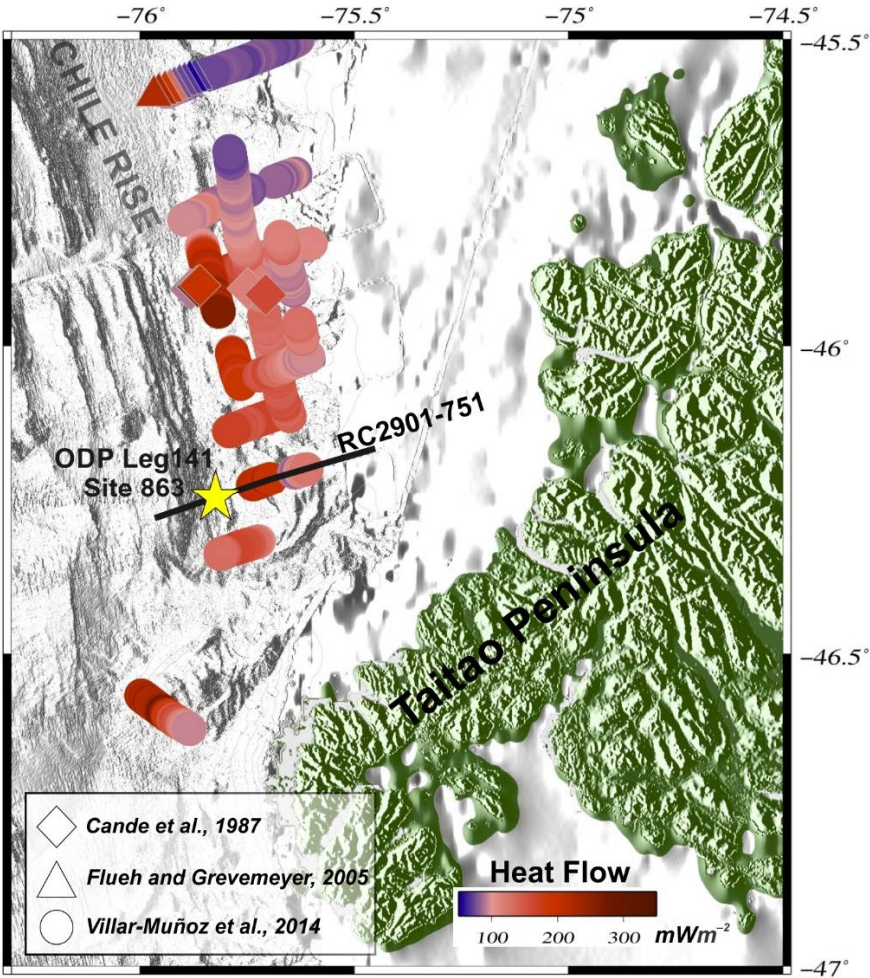 −76° −75.5° −75° −74.5°
−45.5°
CHILE RISE
−46°
RC2901-751
ODP Leg141
Site 863
Taitao Peninsula
−46.5°
Cande et al., 1987
Flueh and Grevemeyer, 2005
Villar-Muñoz et al., 2014
Heat Flow
100 200 300 mWm⁻²
−47°